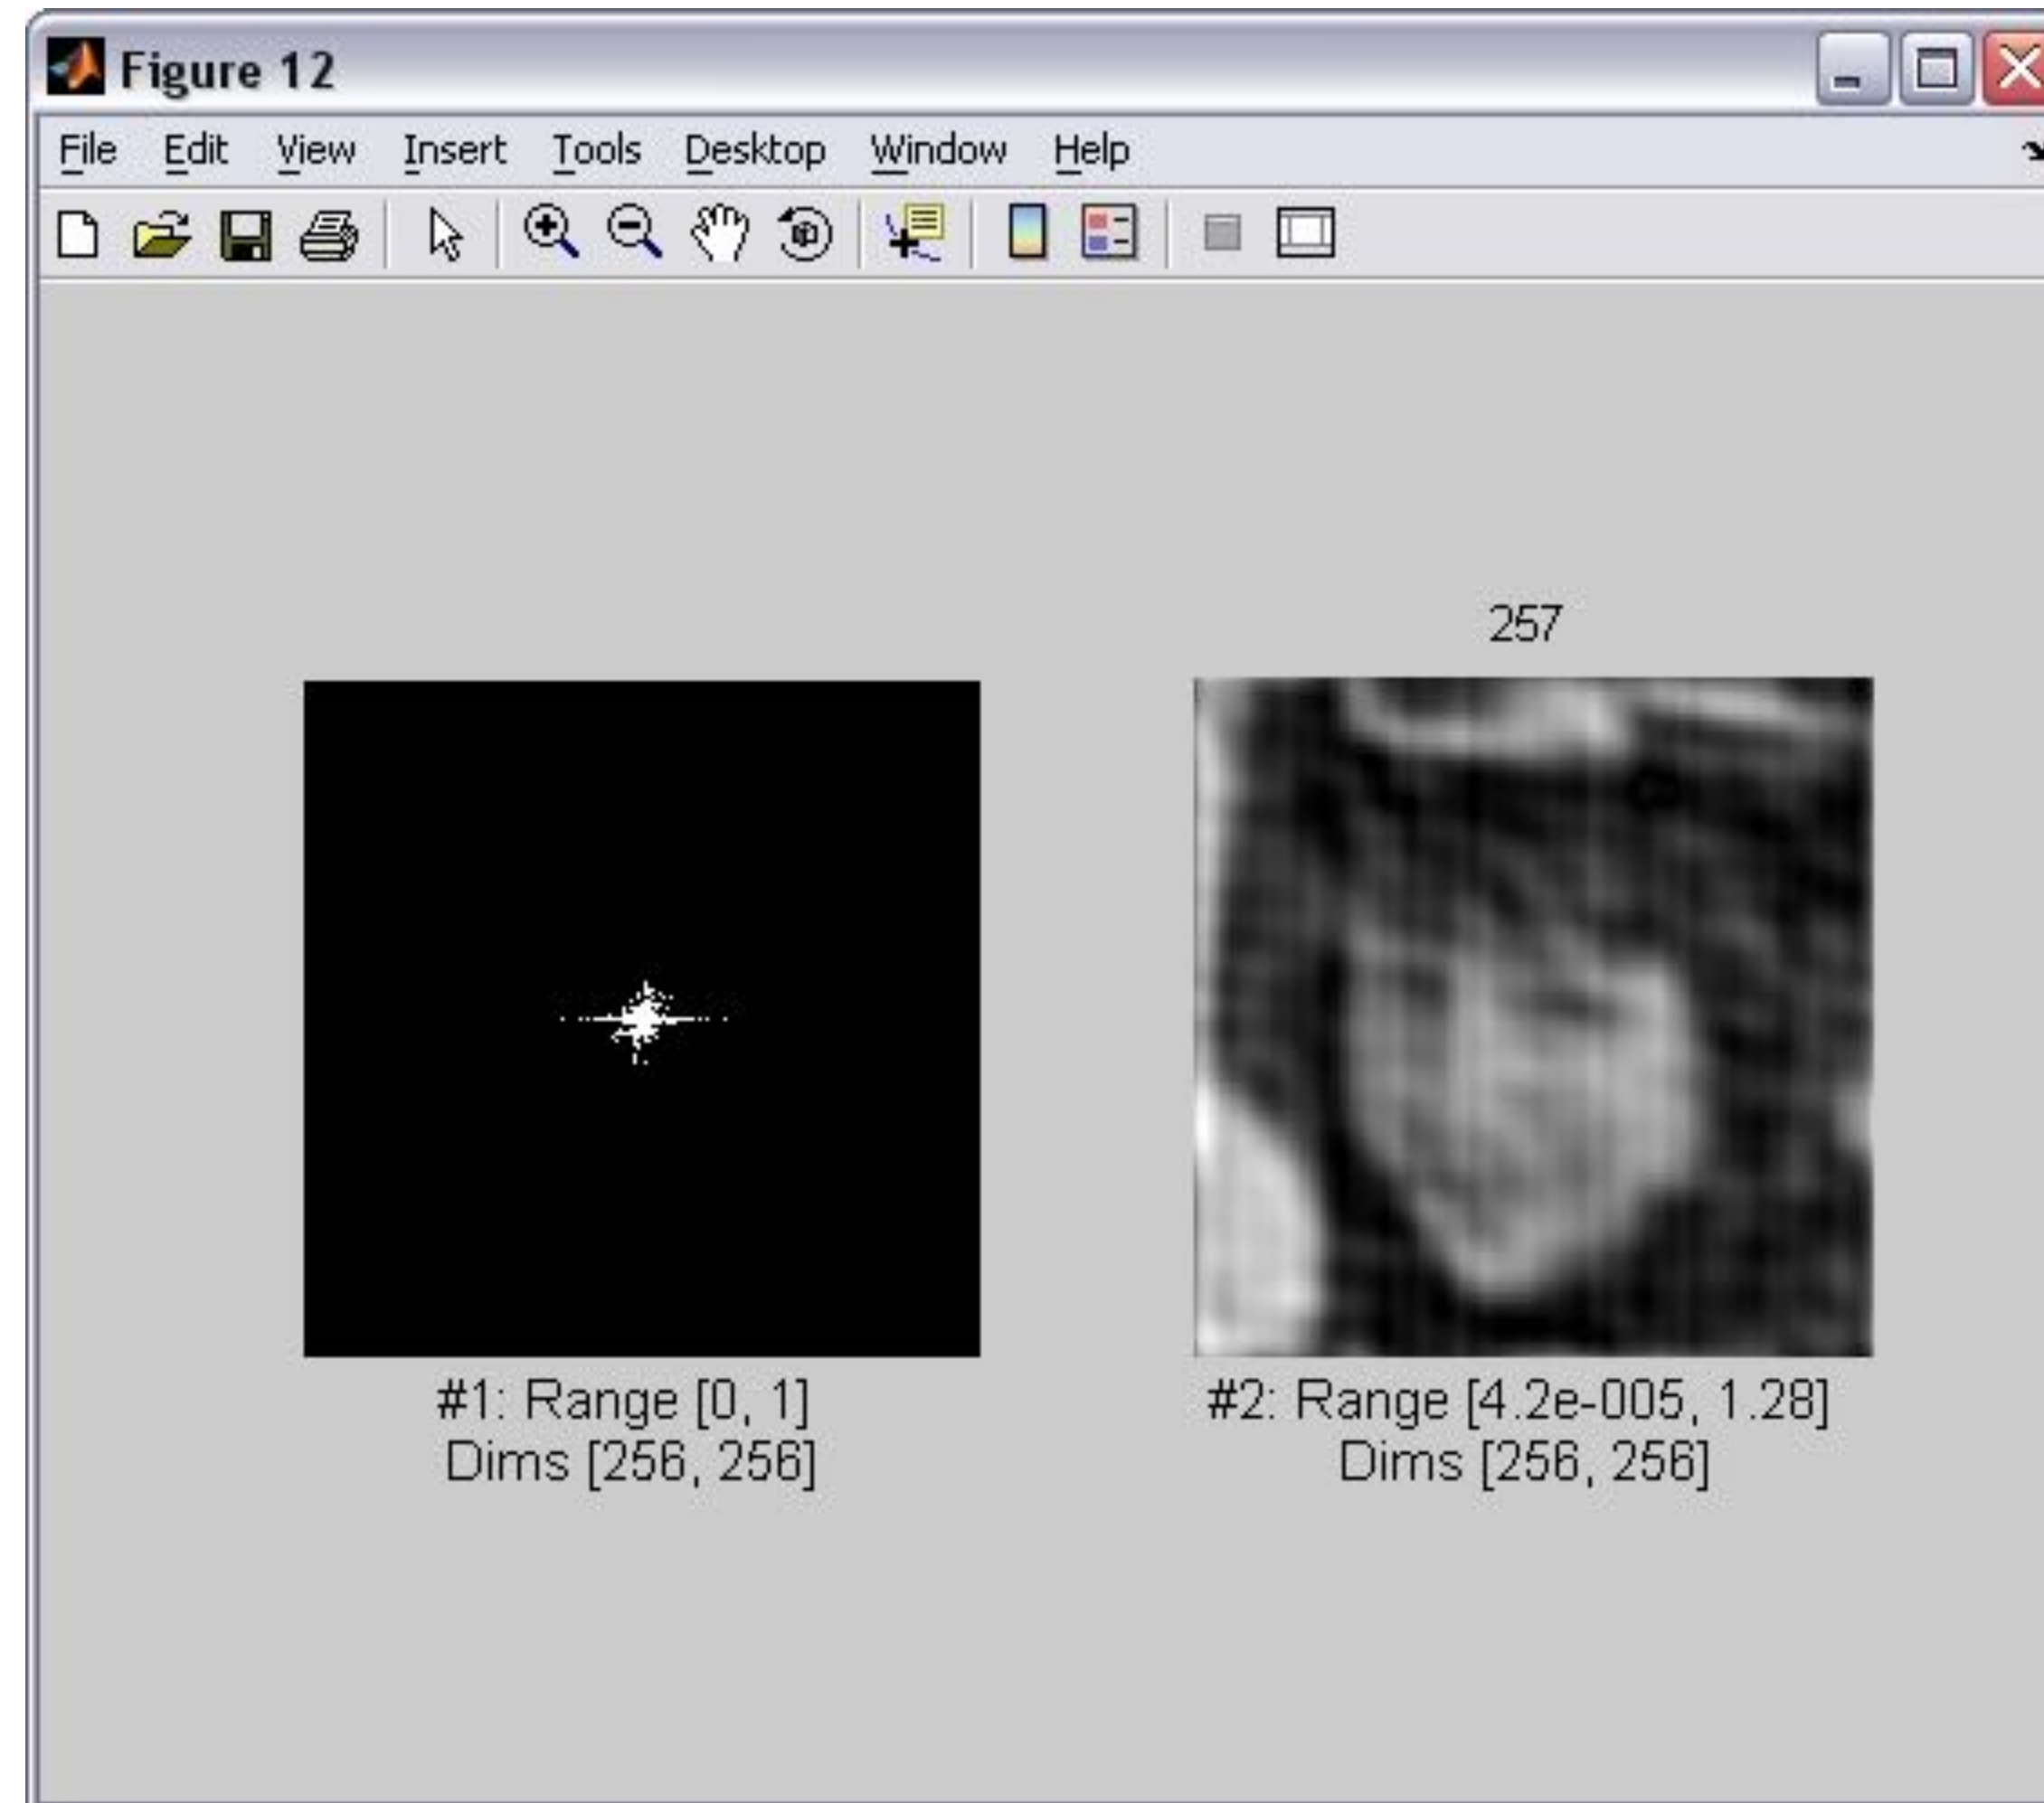 Figure 12
File Edit View Insert Tools Desktop Window Help
257
#1: Range [0, 1]
Dims [256, 256]
#2: Range [4.2e-005, 1.28]
Dims [256, 256]